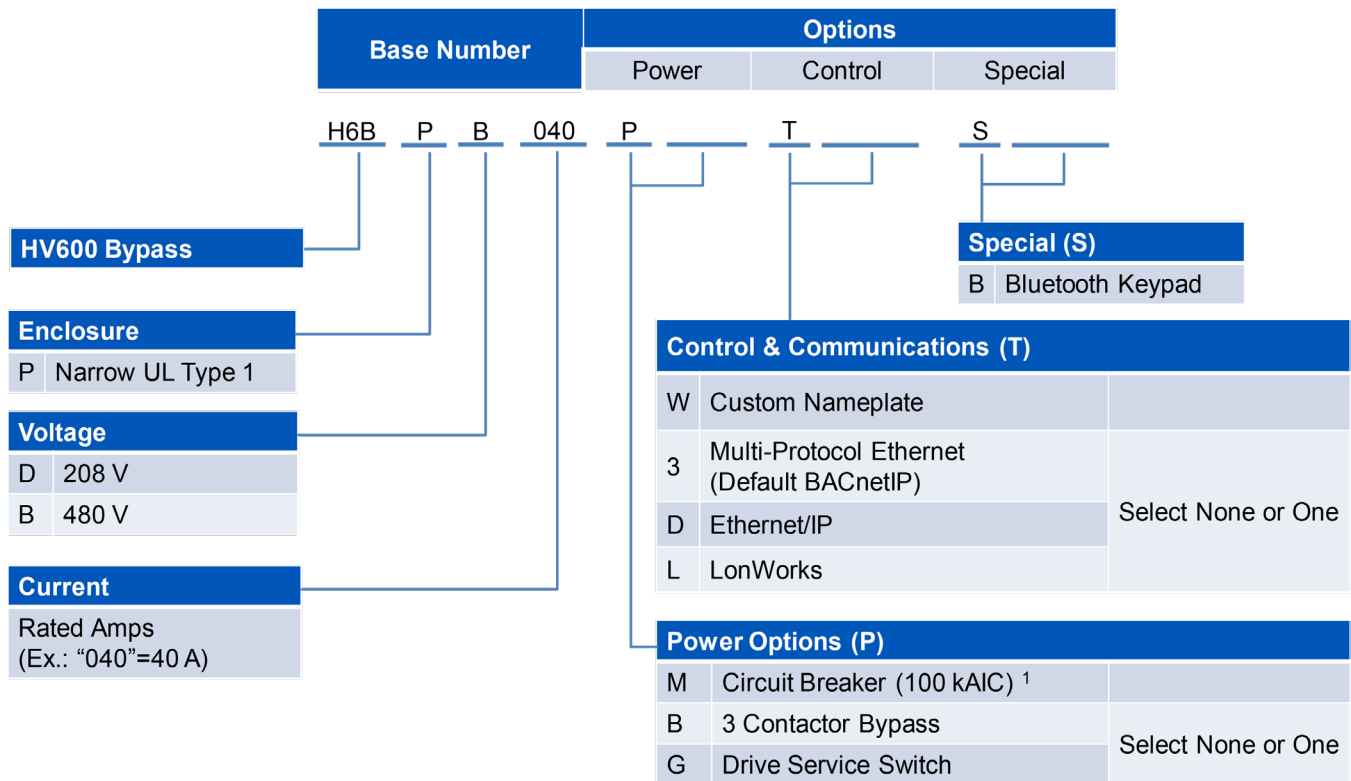 Base Number
Options
Power Control Special
H6B P B 040 P T S
HV600 Bypass
Enclosure
P Narrow UL Type 1
Voltage
D 208 V
B 480 V
Current
Rated Amps
(Ex.: “040”=40 A)
Special (S)
B Bluetooth Keypad
Control & Communications (T)
W Custom Nameplate
3 Multi-Protocol Ethernet
(Default BACnetIP)
D Ethernet/IP
L LonWorks
Select None or One
Power Options (P)
M Circuit Breaker (100 kAIC) 1
B 3 Contactor Bypass
G Drive Service Switch
Select None or One